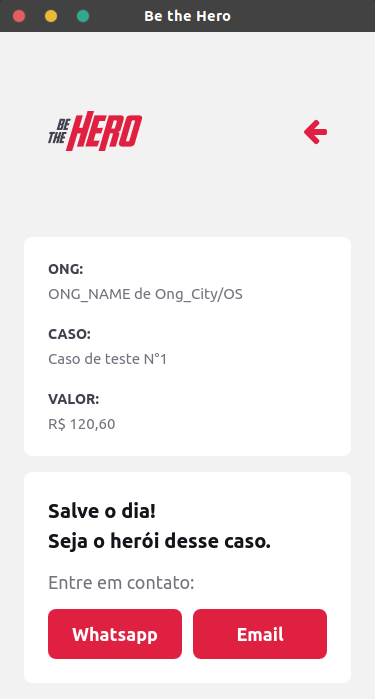 Be the Hero
BE
THE HERO
ONG:
ONG_NAME de Ong_City/OS
CASO:
Caso de teste N°1
VALOR:
R$ 120,60
Salve o dia!
Seja o herói desse caso.
Entre em contato:
Whatsapp Email